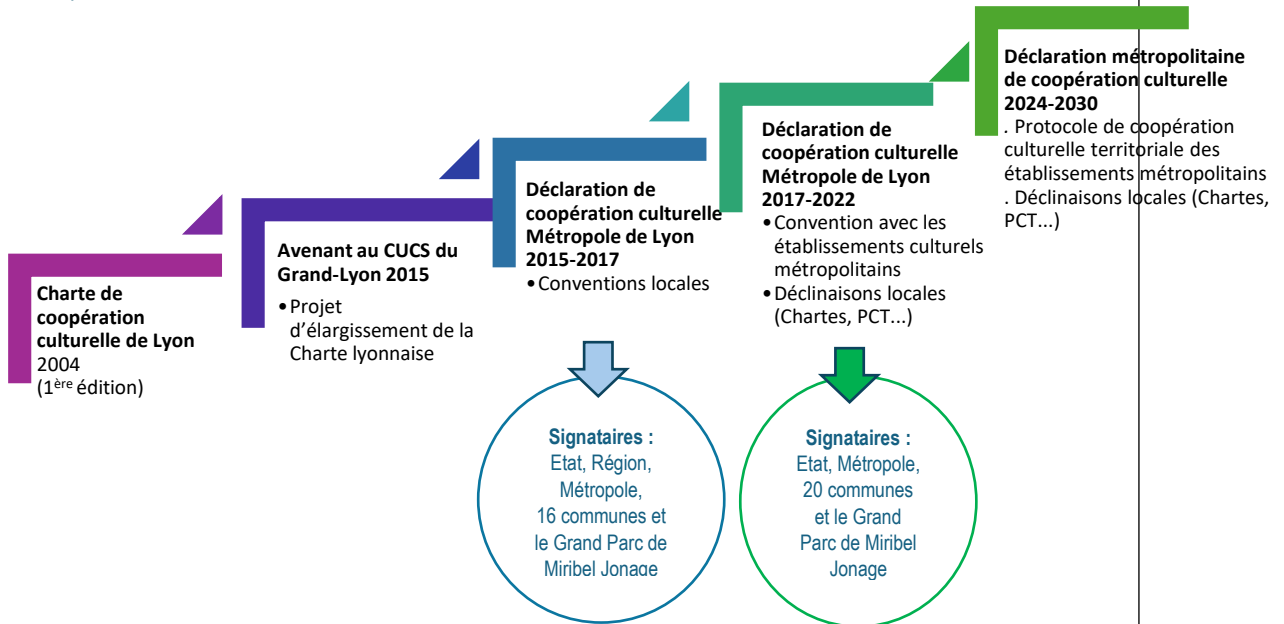 Charte de
coopération
culturelle de Lyon
2004
(1ère édition)
Avenant au CUCS du
Grand-Lyon 2015
•Projet
d'élargissement de la
Charte lyonnaise
Déclaration de
coopération culturelle
Métropole de Lyon
2015-2017
•Conventions locales
Déclaration de
coopération culturelle
Métropole de Lyon
2017-2022
•Convention avec les
établissements culturels
métropolitains
•Déclinaisons locales
(Chartes, PCT...)
Déclaration métropolitaine
de coopération culturelle
2024-2030
. Protocole de coopération
culturelle territoriale des
établissements métropolitains
. Déclinaisons locales (Chartes,
PCT...)
Signataires :
Etat, Région,
Métropole,
16 communes et
le Grand Parc de
Miribel Jonage
Signataires :
Etat, Métropole,
20 communes
et le Grand
Parc de Miribel
Jonage